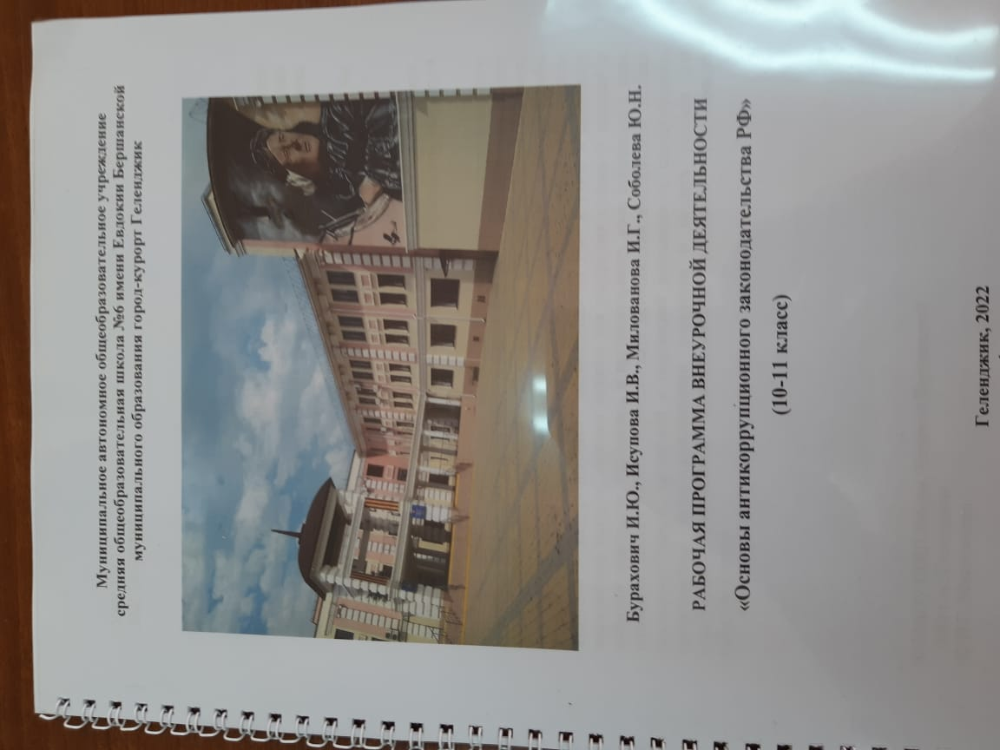 Муниципальное автономное общеобразовательное учреждение
средняя общеобразовательная школа №6 имени Евдокии Бершанской
муниципального образования город-курорт Геленджик
Бурахович И.Ю., Исупова И.В., Милованова И.Г., Соболева Ю.Н.
РАБОЧАЯ ПРОГРАММА ВНЕУРОЧНОЙ ДЕЯТЕЛЬНОСТИ
«Основы антикоррупционного законодательства РФ»
(10-11 класс)
Геленджик, 2022